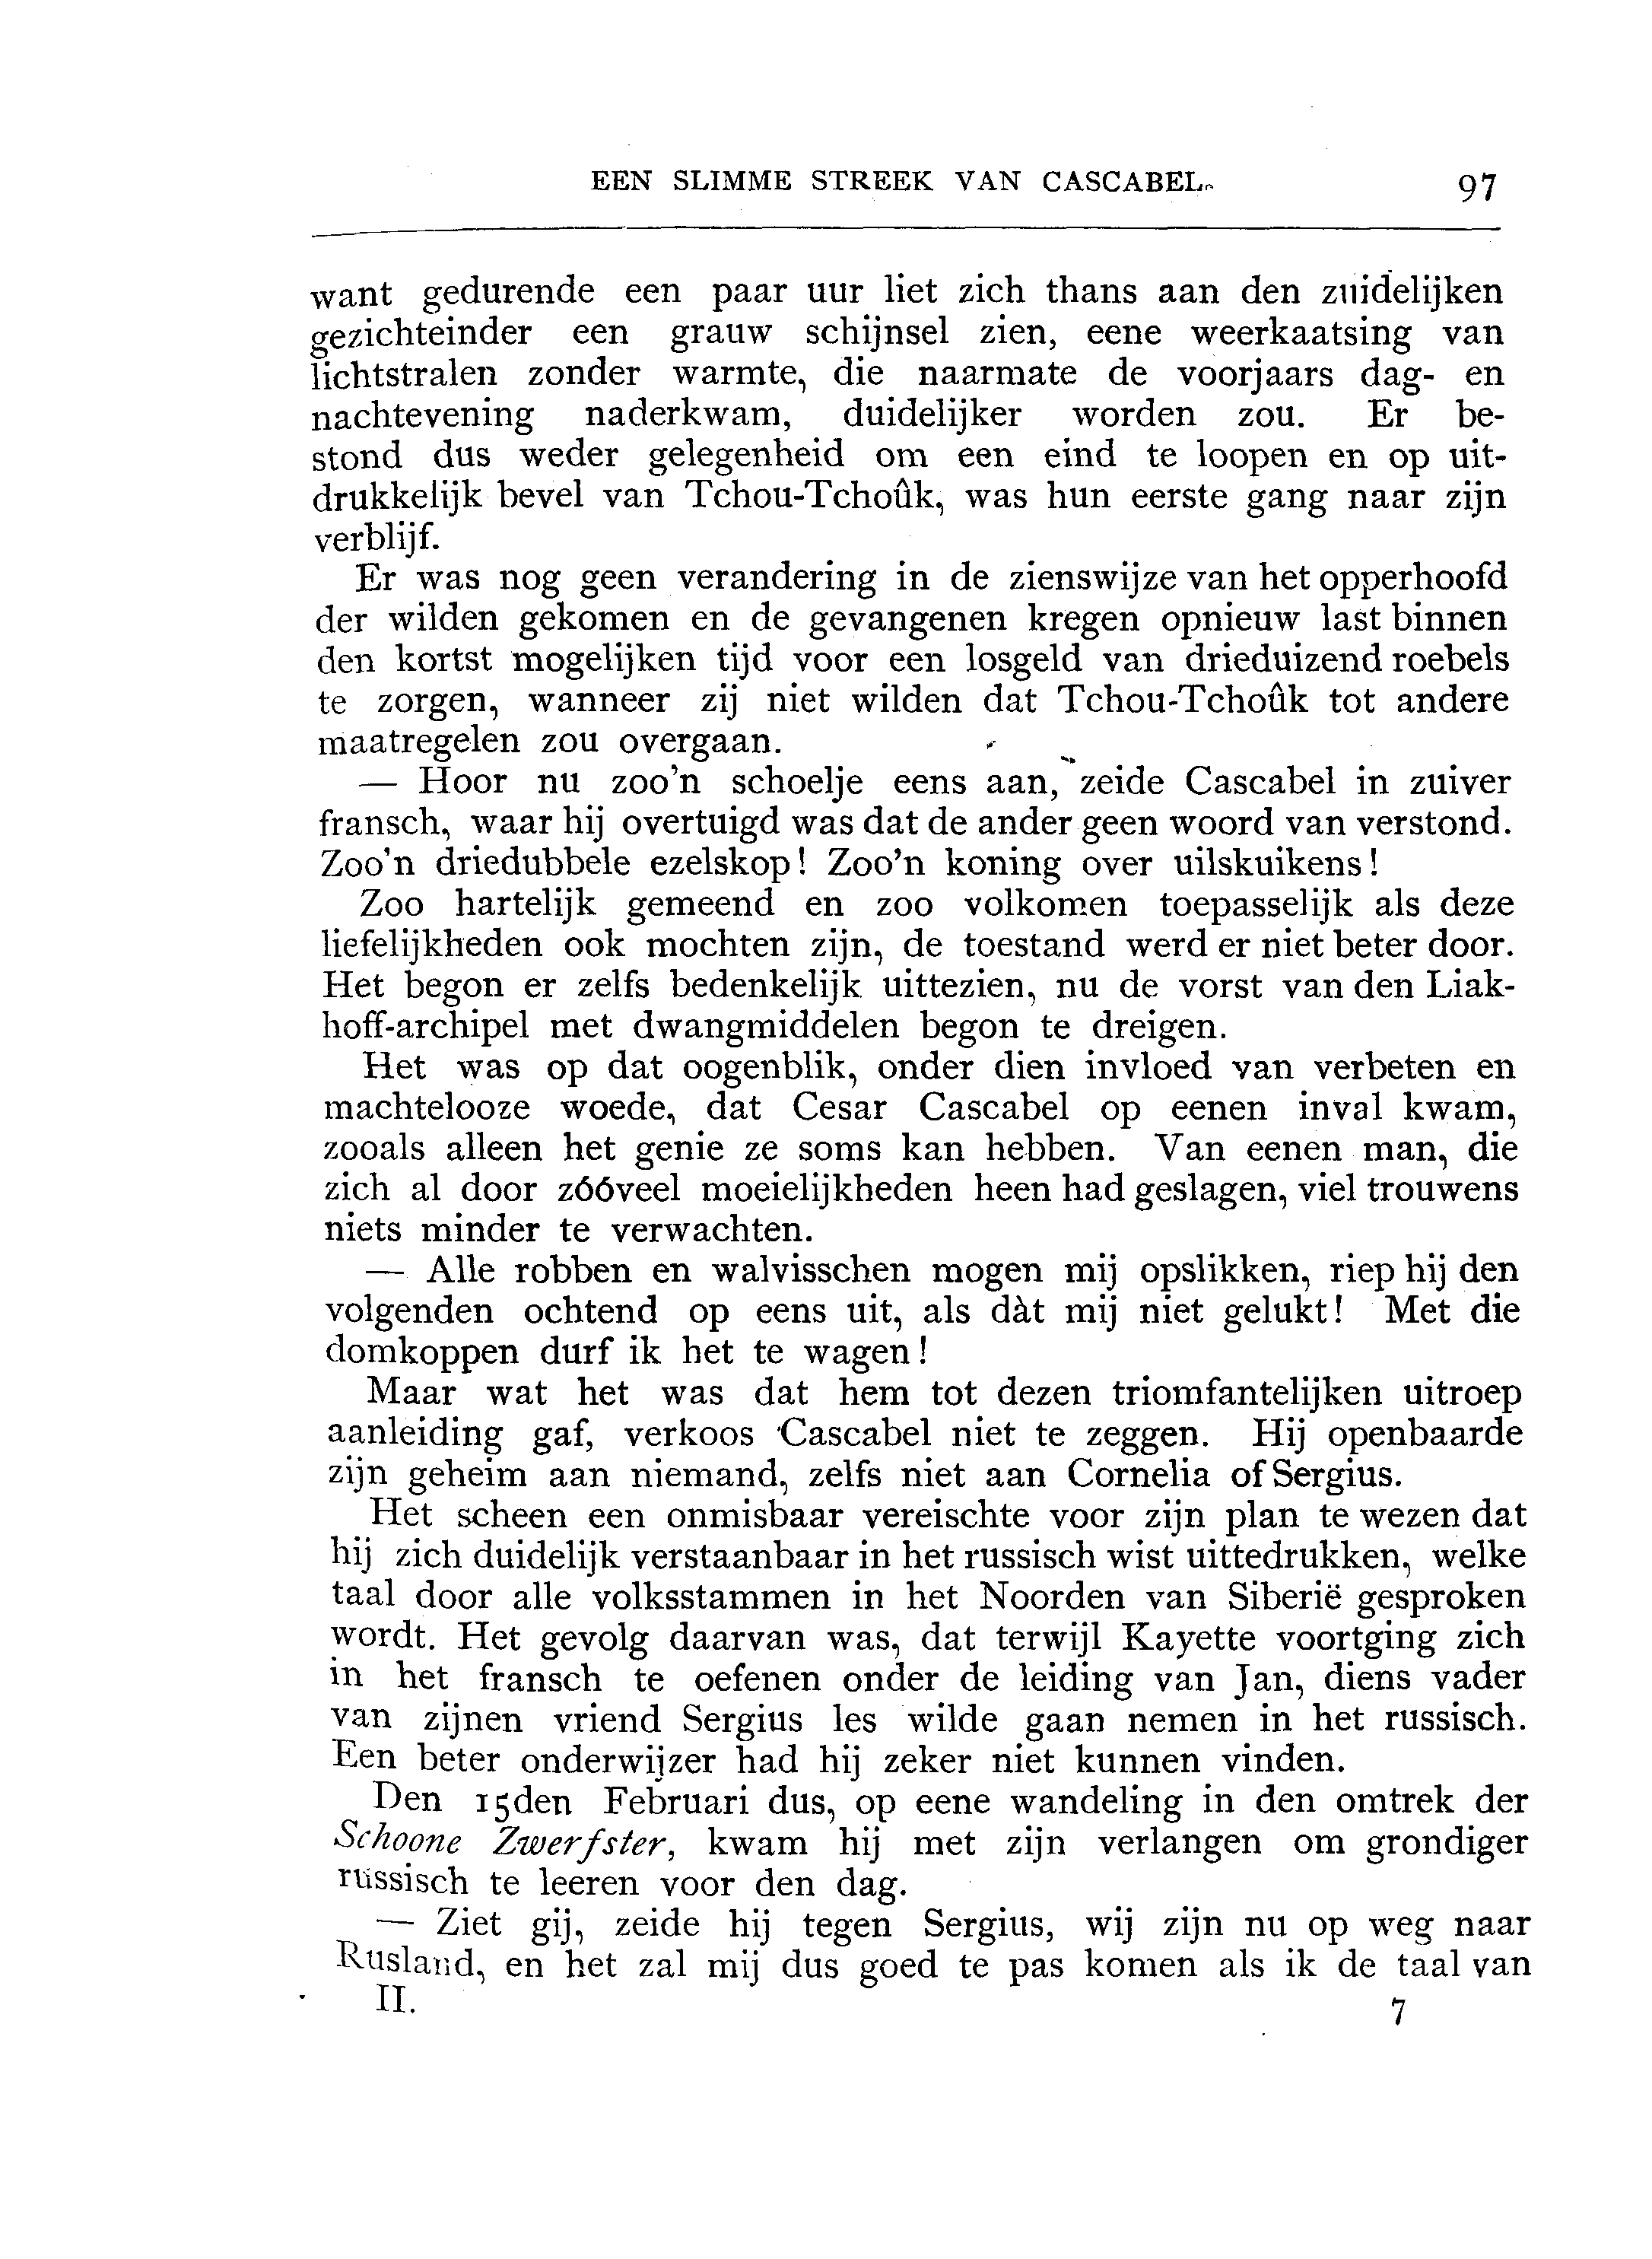 EEN SLIMME STREEK VAN CASCABEL. 97
want gedurende een paar uur liet zich thans aan den zuidelijken
gezichteinder een grauw schijnsel zien, eene weerkaatsing van
lichtstralen zonder warmte, die naarmate de voorjaars dag- en
nachtevening naderkwam, duidelijker worden zou. Er be-
stond dus weder gelegenheid om een eind te loopen en op uit-
drukkelijk bevel van Tchou-Tchoûk, was hun eerste gang naar zijn
verblijf.
Er was nog geen verandering in de zienswijze van het opperhoofd
der wilden gekomen en de gevangenen kregen opnieuw last binnen
den kortst mogelijken tijd voor een losgeld van drieduizend roebels
te zorgen, wanneer zij niet wilden dat Tchou-Tchoûk tot andere
maatregelen zou overgaan.
— Hoor nu zoo'n schoelje eens aan, zeide Cascabel in zuiver
fransch, waar hij overtuigd was dat de ander geen woord van verstond.
Zoo'n driedubbele ezelskop! Zoo'n koning over uilskuikens!
Zoo hartelijk gemeend en zoo volkomen toepasselijk als deze
liefelijkheden ook mochten zijn, de toestand werd er niet beter door.
Het begon er zelfs bedenkelijk uittezien, nu de vorst van den Liak-
hoff-archipel met dwangmiddelen begon te dreigen.
Het was op dat oogenblik, onder dien invloed van verbeten en
machtelooze woede, dat Cesar Cascabel op eenen inval kwam,
zooals alleen het genie ze soms kan hebben. Van eenen man, die
zich al door zóóveel moeielijkheden heen had geslagen, viel trouwens
niets minder te verwachten.
— Alle robben en walvisschen mogen mij opslikken, riep hij den
volgenden ochtend op eens uit, als dàt mij niet gelukt! Met die
domkoppen durf ik het te wagen!
Maar wat het was dat hem tot dezen triomfantelijken uitroep
aanleiding gaf, verkoos Cascabel niet te zeggen. Hij openbaarde
zijn geheim aan niemand, zelfs niet aan Cornelia of Sergius.
Het scheen een onmisbaar vereischte voor zijn plan te wezen dat
hij zich duidelijk verstaanbaar in het russisch wist uittedrukken, welke
taal door alle volksstammen in het Noorden van Siberië gesproken
wordt. Het gevolg daarvan was, dat terwijl Kayette voortging zich
in het fransch te oefenen onder de leiding van Jan, diens vader
van zijnen vriend Sergius les wilde gaan nemen in het russisch.
Een beter onderwijzer had hij zeker niet kunnen vinden.
Den 15den Februari dus, op eene wandeling in den omtrek der
Schoone Zwerfster, kwam hij met zijn verlangen om grondiger
russisch te leeren voor den dag.
— Ziet gij, zeide hij tegen Sergius, wij zijn nu op weg naar
Rusland, en het zal mij dus goed te pas komen als ik de taal van
II. 7